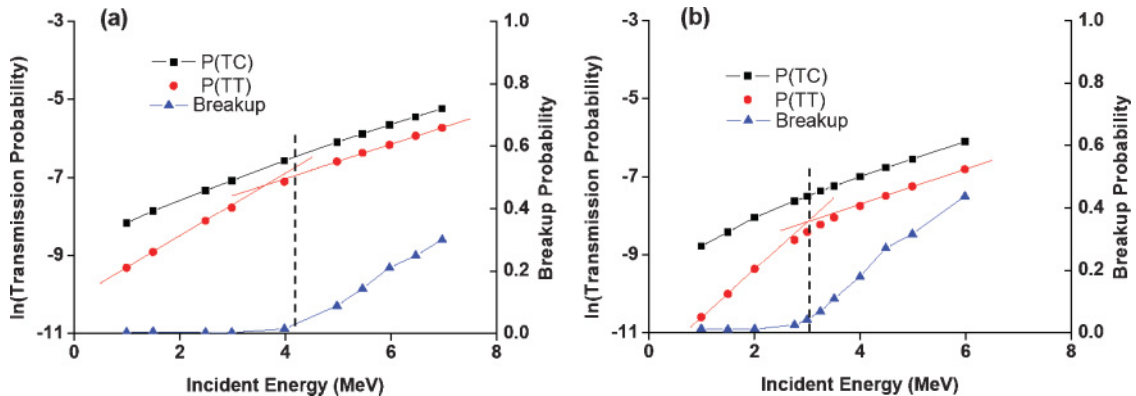 (a)
P(TC)
P(TT)
Breakup
ln(Transmission Probability)
-3
-5
-7
-9
-11
1.0
0.8
0.6
0.4
0.2
0.0
Breakup Probability
0 2 4 6 8
Incident Energy (MeV)
(b)
P(TC)
P(TT)
Breakup
ln(Transmission Probability)
-3
-5
-7
-9
-11
1.0
0.8
0.6
0.4
0.2
0.0
Breakup Probability
0 2 4 6 8
Incident Energy (MeV)